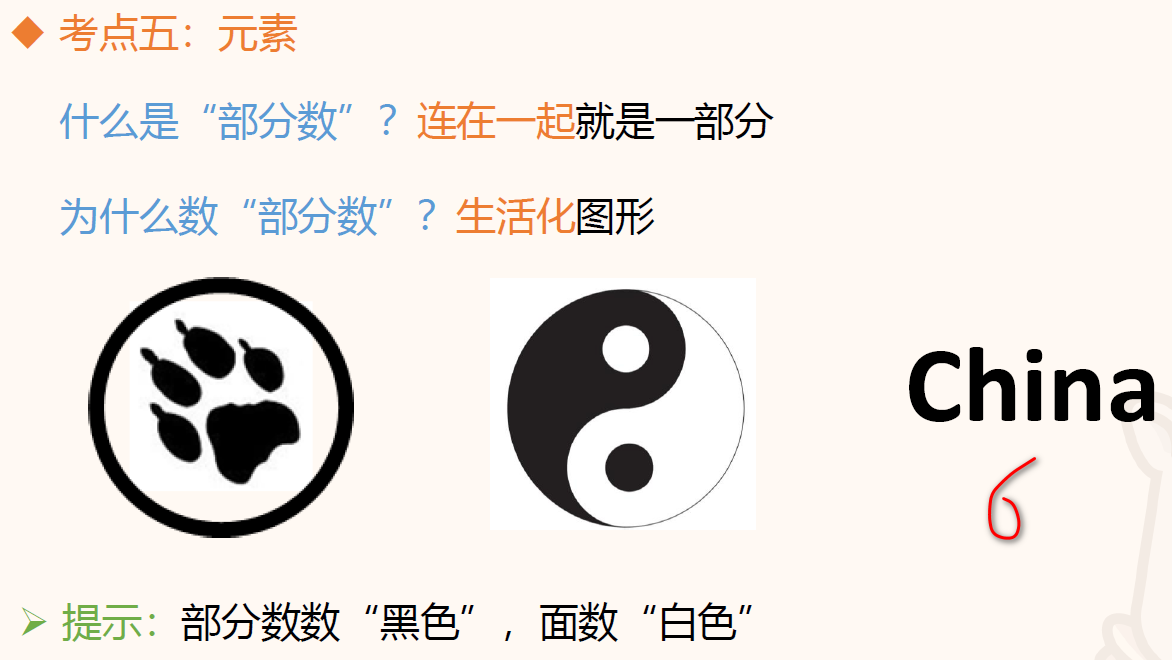 ◆ 考点五：元素
什么是“部分数”？连在一起就是一部分
为什么数“部分数”？生活化图形
China
6
➢ 提示：部分数数“黑色”，面数“白色”